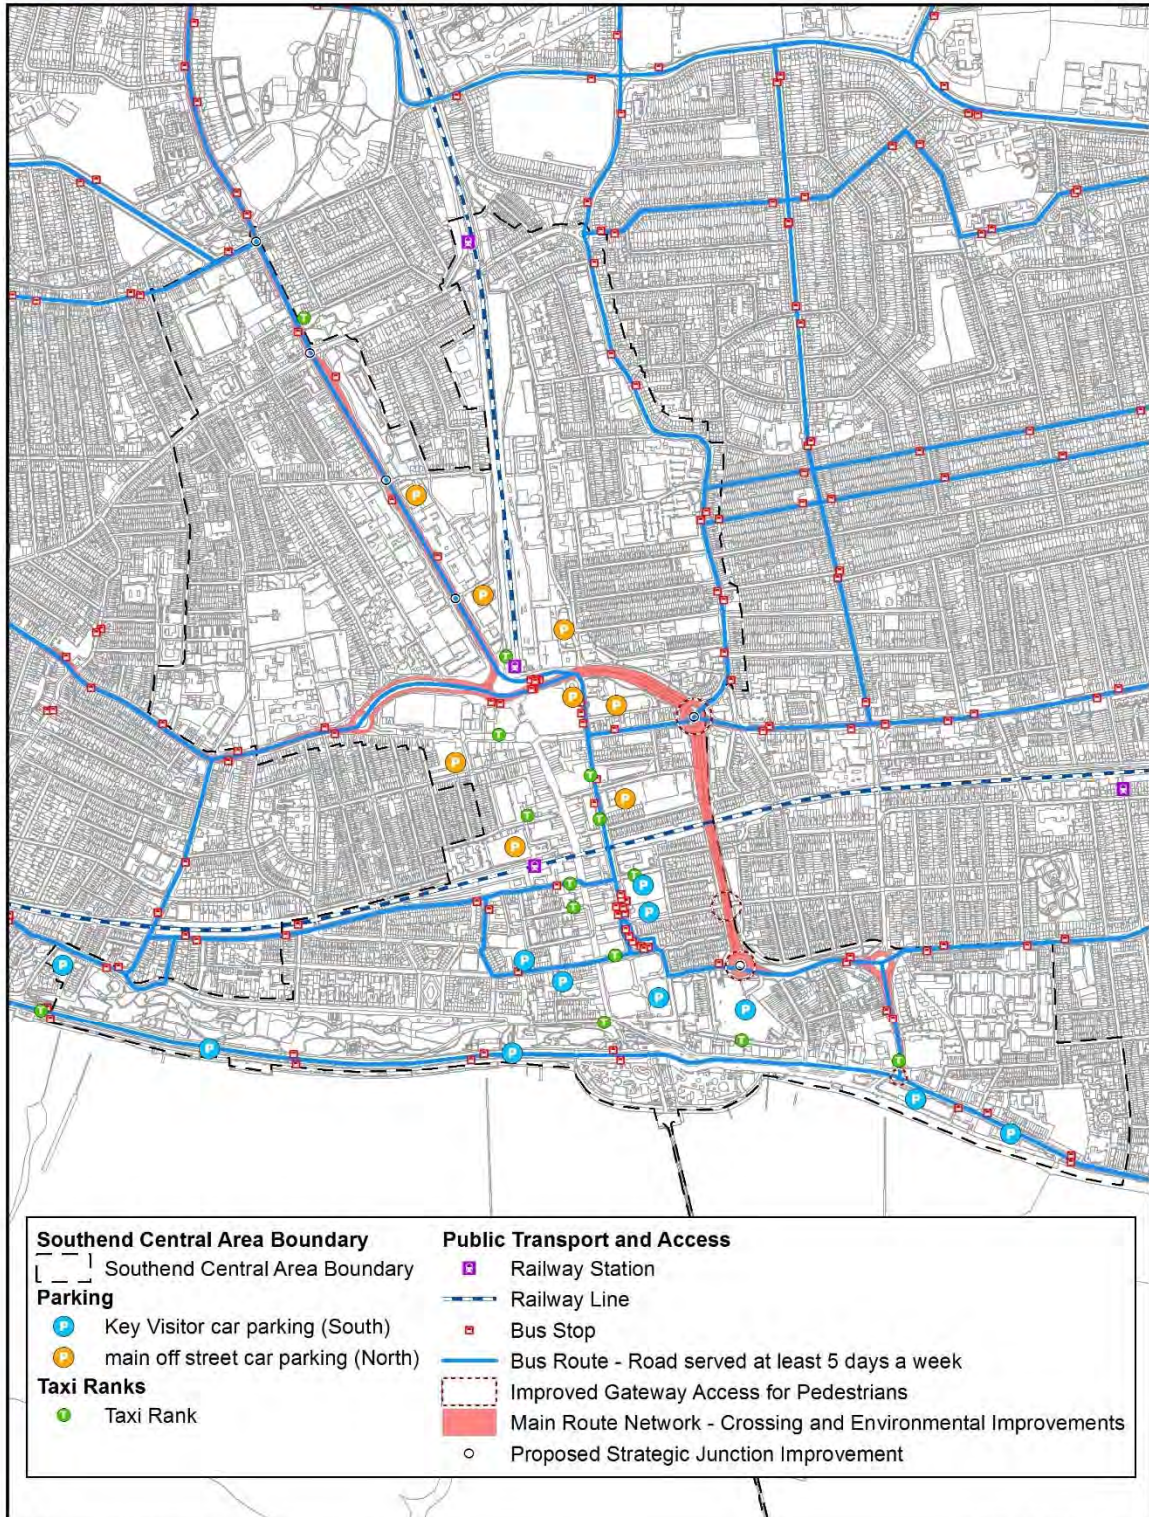 Southend Central Area Boundary
Southend Central Area Boundary
Parking
P Key Visitor car parking (South)
P main off street car parking (North)
Taxi Ranks
T Taxi Rank
Public Transport and Access
Railway Station
Railway Line
Bus Stop
Bus Route - Road served at least 5 days a week
Improved Gateway Access for Pedestrians
Main Route Network - Crossing and Environmental Improvements
Proposed Strategic Junction Improvement